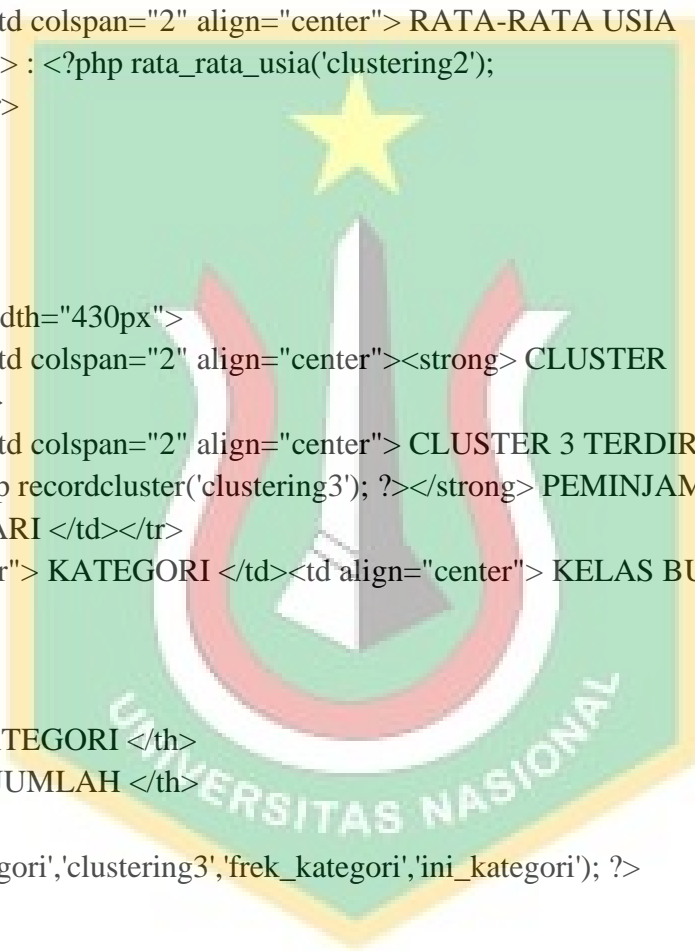 td colspan="2" align="center"> RATA-RATA USIA
> : <?php rata_rata_usia('clustering2');
>
dth="430px">
td colspan="2" align="center"><strong> CLUSTER
>
td colspan="2" align="center"> CLUSTER 3 TERDIR
p recordcluster('clustering3'); ?></strong> PEMINJAM
ARI </td></tr>
r"> KATEGORI </td><td align="center"> KELAS BU
ATEGORI </th>
JUMLAH </th>
gori','clustering3','frek_kategori','ini_kategori'); ?>
UNIVERSITAS NASIONAL